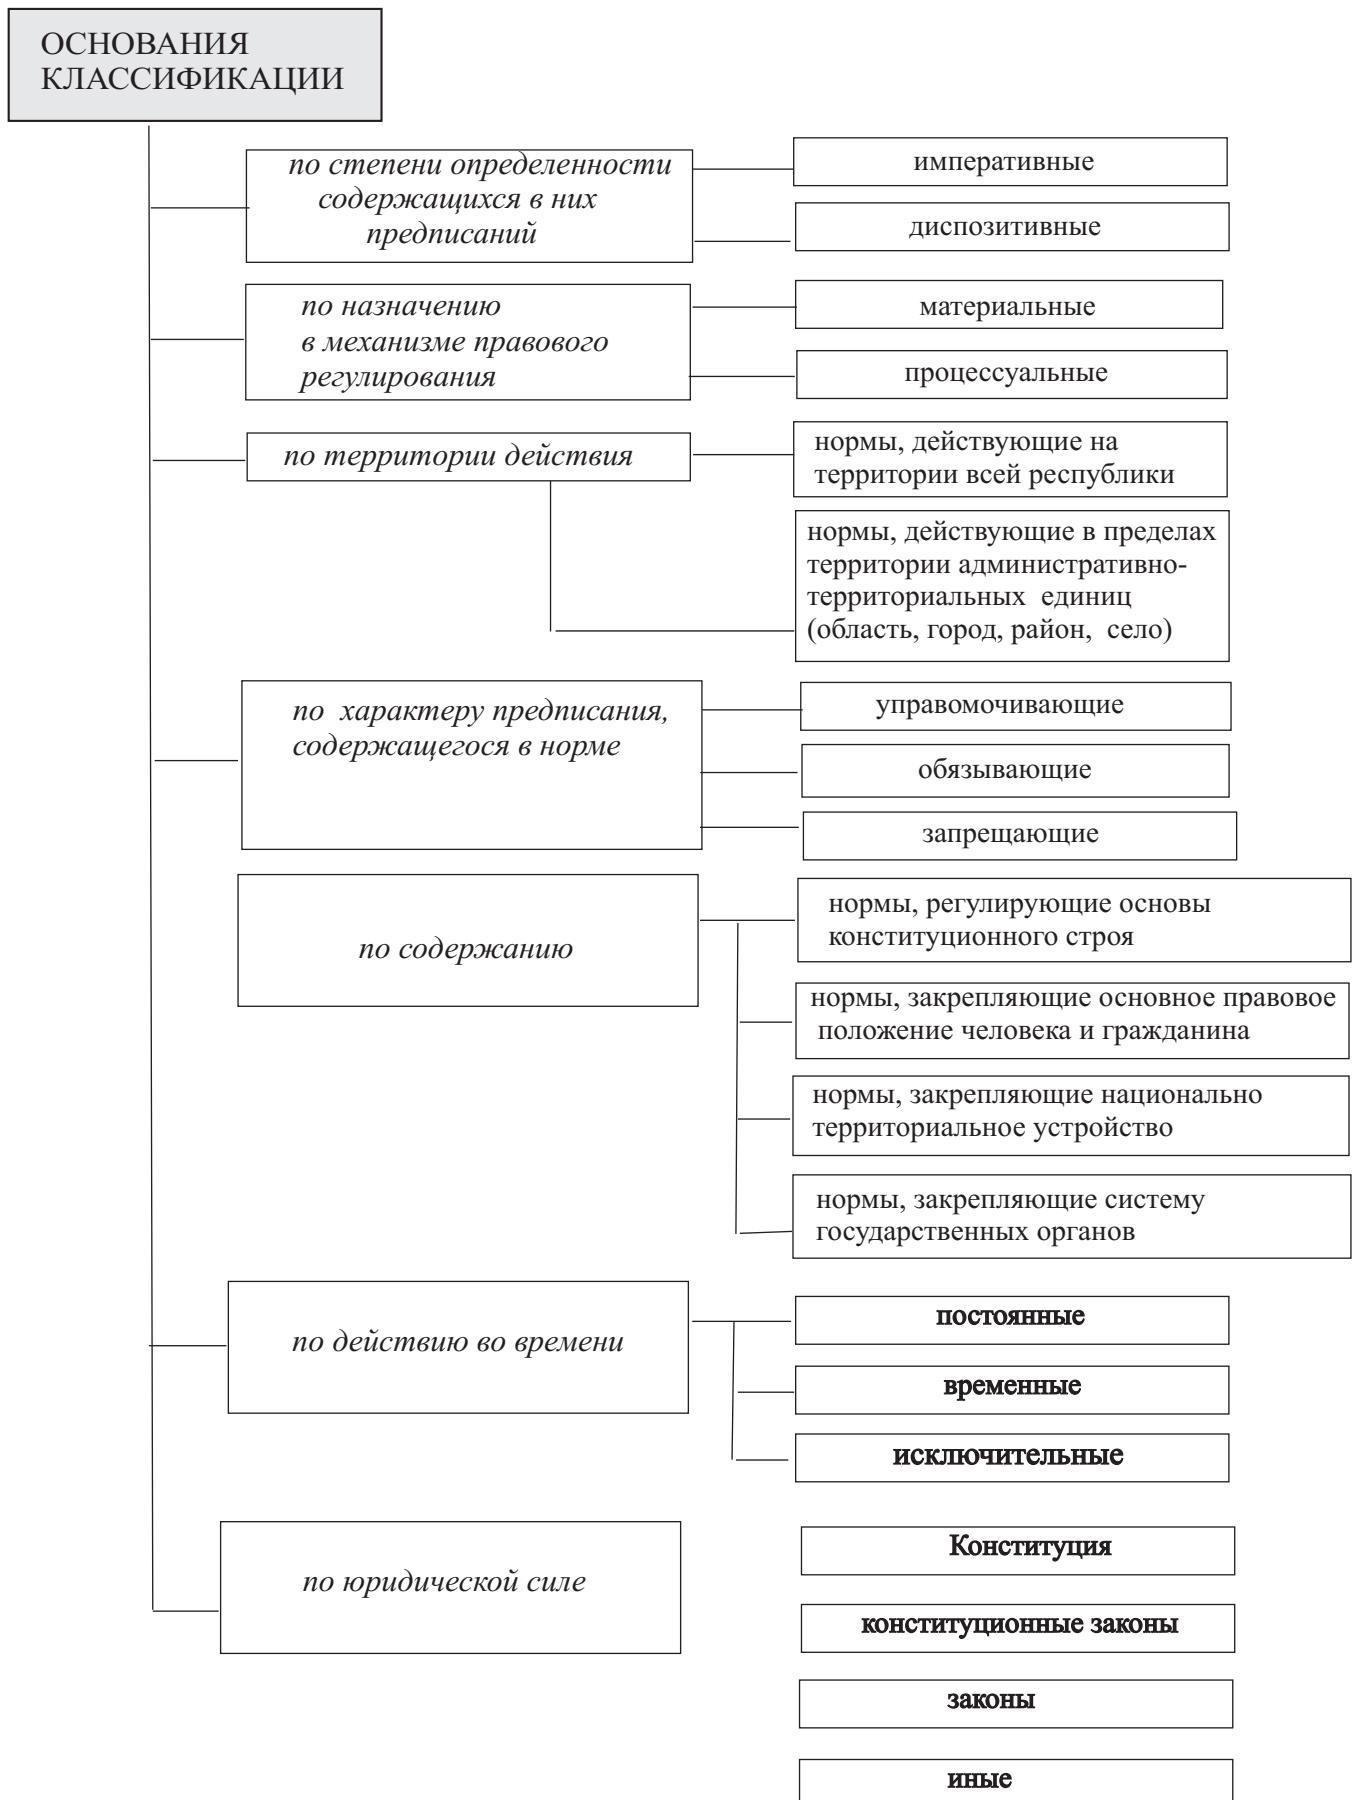 ОСНОВАНИЯ
КЛАССИФИКАЦИИ
по степени определенности
содержащихся в них
предписаний
императивные
диспозитивные
по назначению
в механизме правового
регулирования
материальные
процессуальные
по территории действия
нормы, действующие на
территории всей республики
нормы, действующие в пределах
территории административно-
территориальных единиц
(область, город, район, село)
по характеру предписания,
содержащегося в норме
управомочивающие
обязывающие
запрещающие
по содержанию
нормы, регулирующие основы
конституционного строя
нормы, закрепляющие основное правовое
положение человека и гражданина
нормы, закрепляющие национально
территориальное устройство
нормы, закрепляющие систему
государственных органов
по действию во времени
постоянные
временные
исключительные
по юридической силе
Конституция
конституционные законы
законы
иные